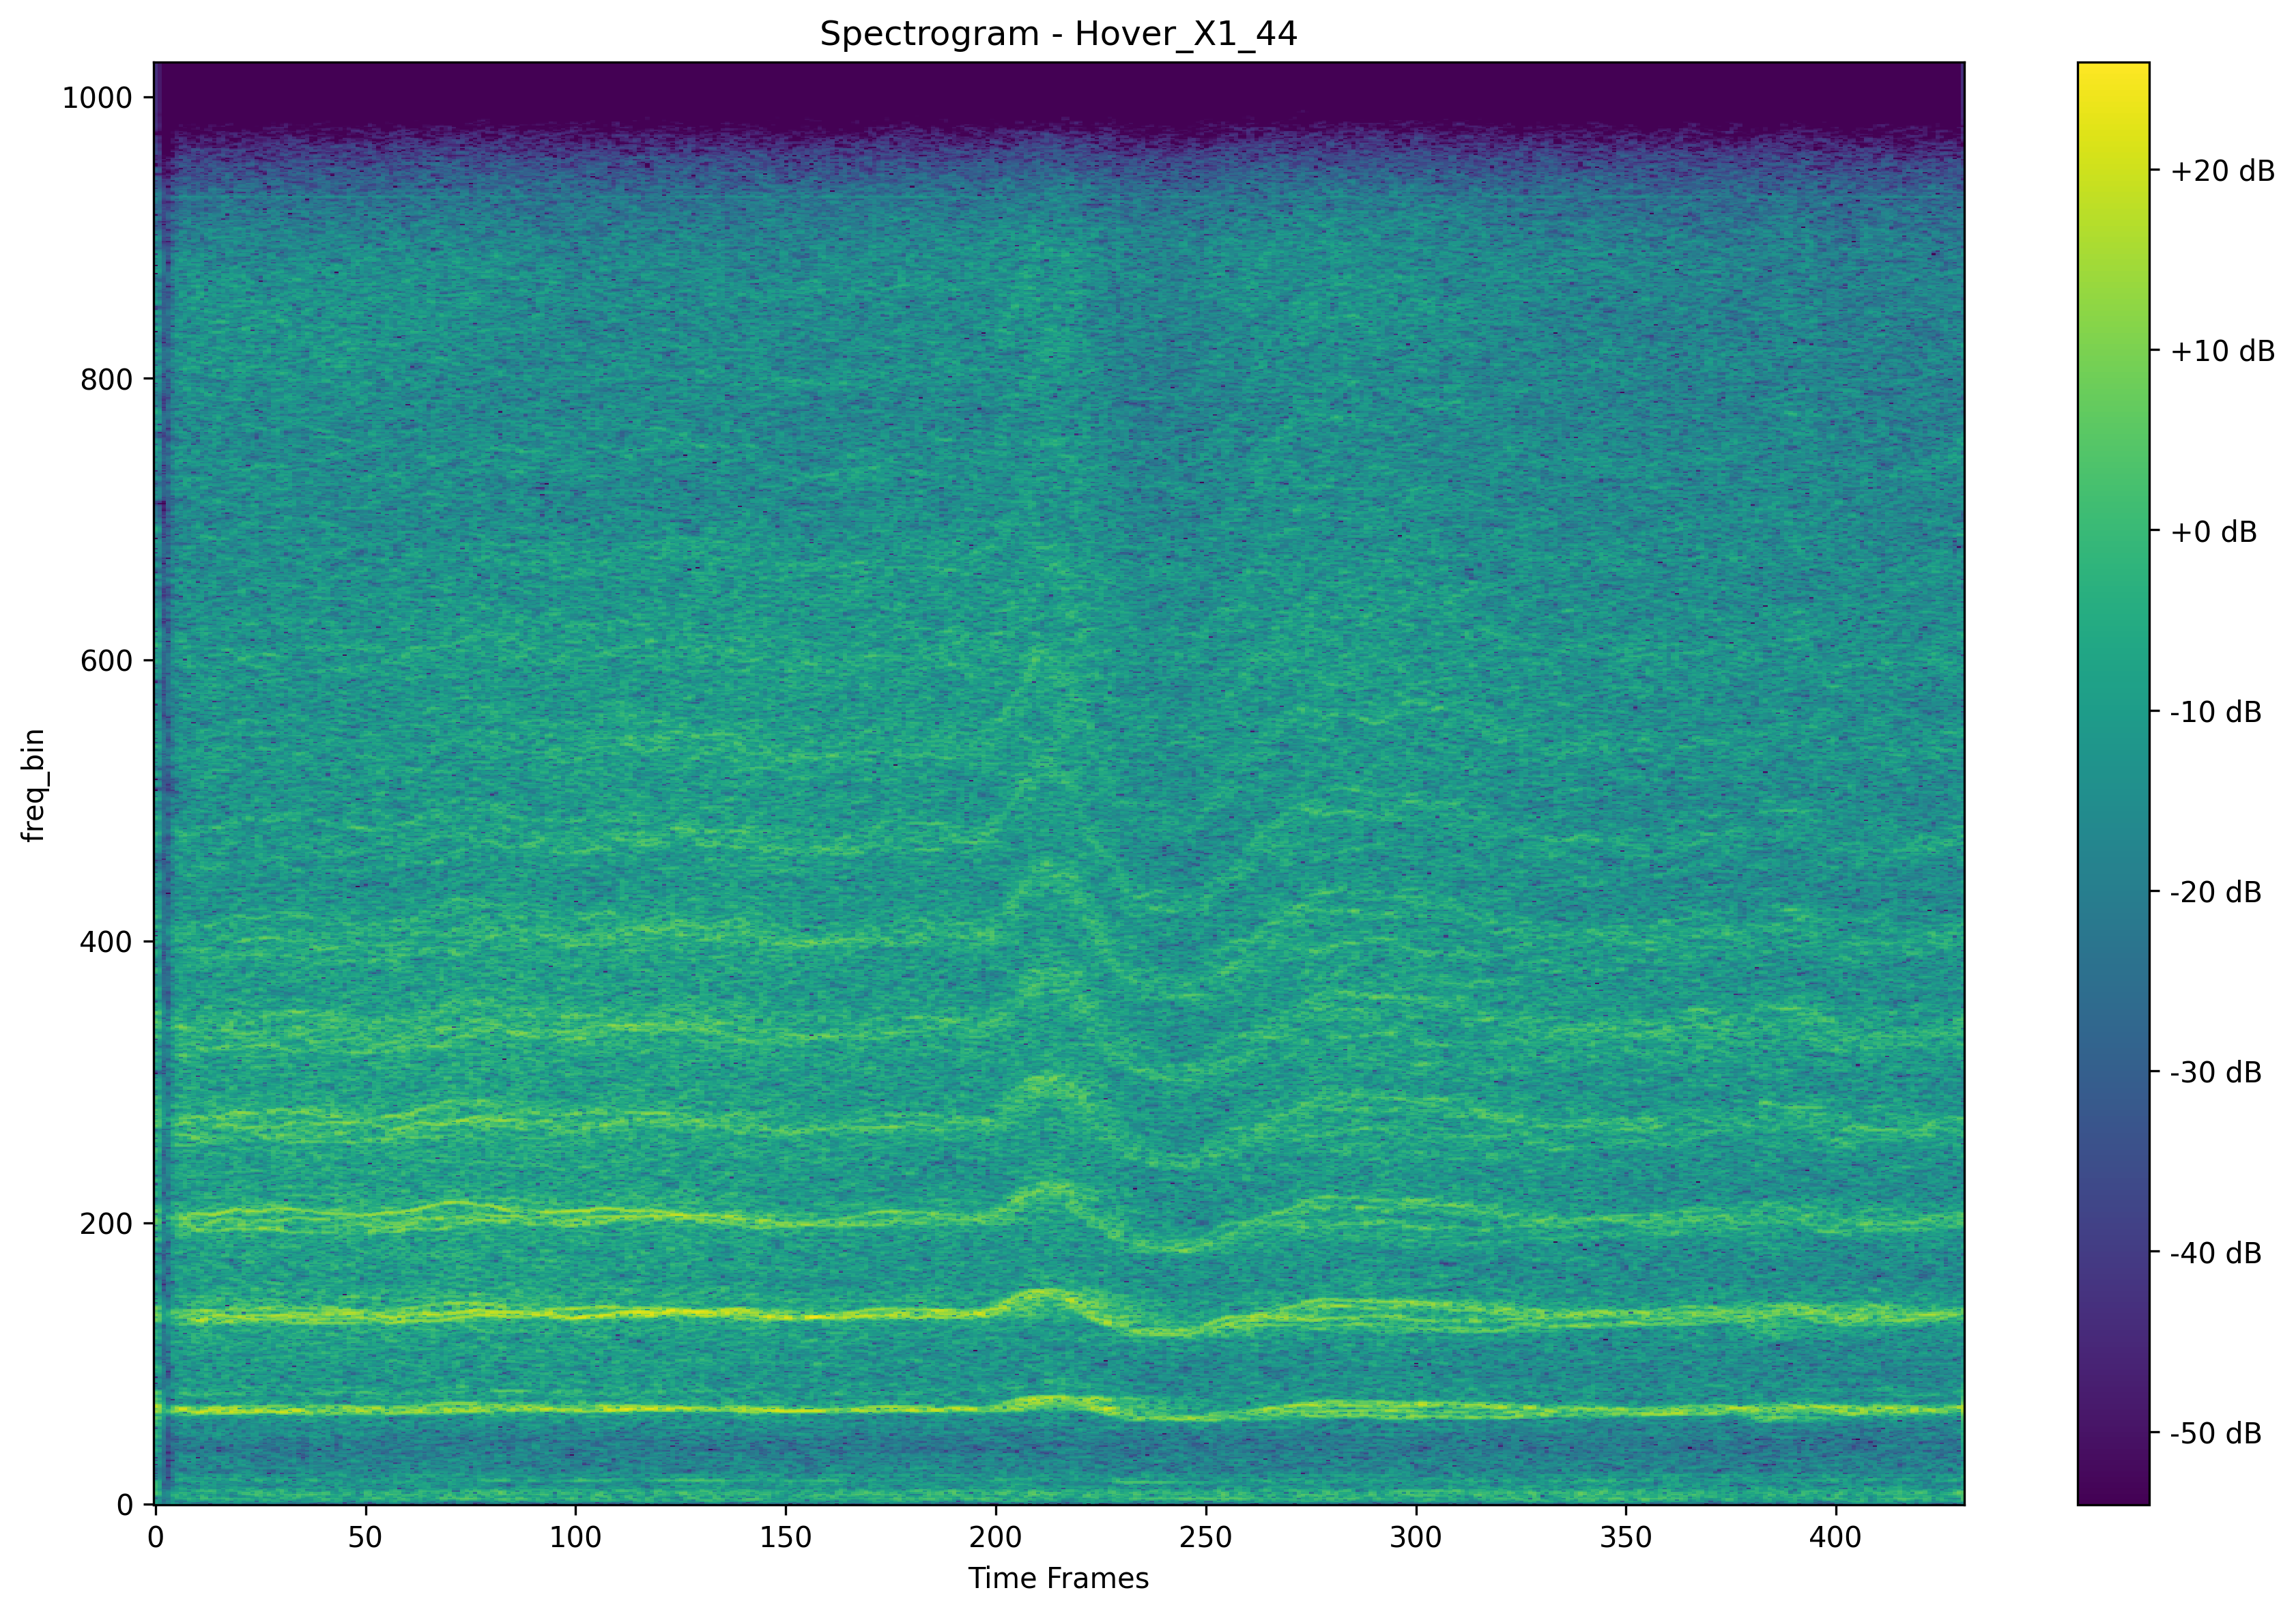 Spectrogram - Hover_X1_44
1000
800
600
400
200
0
freq_bin
0 50 100 150 200 250 300 350 400
Time Frames
+20 dB
+10 dB
+0 dB
-10 dB
-20 dB
-30 dB
-40 dB
-50 dB